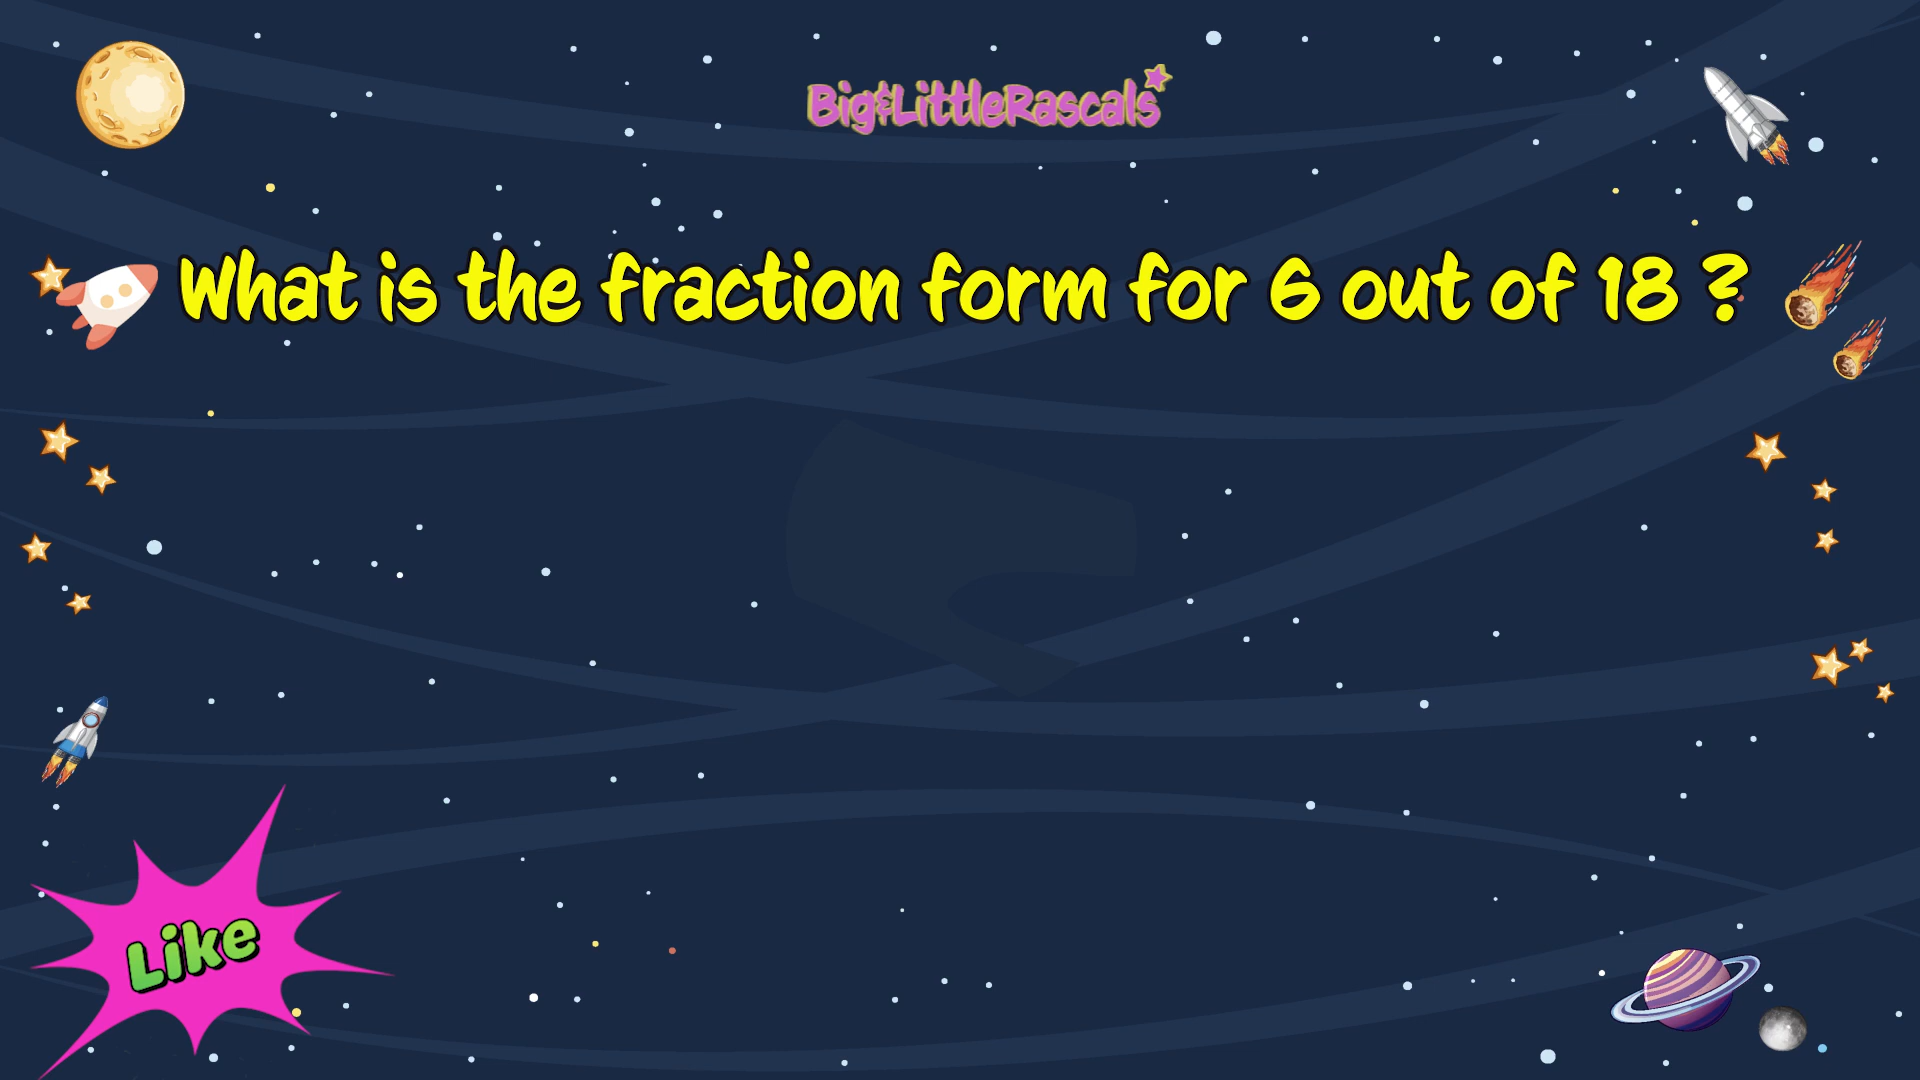 Big&LittleRascals
What is the fraction form for 6 out of 18 ?
Like